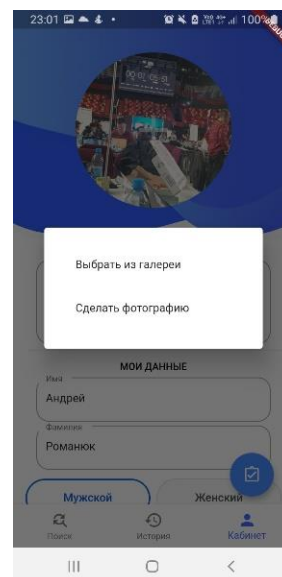 23:01
100%
Выбрать из галереи
Сделать фотографию
МОИ ДАННЫЕ
Имя
Андрей
Фамилия
Романюк
Мужской
Женский
Поиск
История
Кабинет